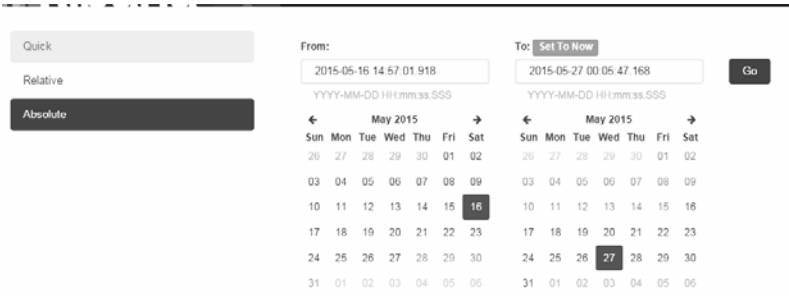 Quick
Relative
Absolute
From:
2015-05-16 14:57:01.918
YYYY-MM-DD HH:mm:ss.SSS
May 2015
Sun Mon Tue Wed Thu Fri Sat
26 27 28 29 30 01 02
03 04 05 06 07 08 09
10 11 12 13 14 15 16
17 18 19 20 21 22 23
24 25 26 27 28 29 30
31 01 02 03 04 05 06
To: Set To Now
2015-05-27 00:05:47.168
YYYY-MM-DD HH:mm:ss.SSS
May 2015
Sun Mon Tue Wed Thu Fri Sat
26 27 28 29 30 01 02
03 04 05 06 07 08 09
10 11 12 13 14 15 16
17 18 19 20 21 22 23
24 25 26 27 28 29 30
31 01 02 03 04 05 06
Go